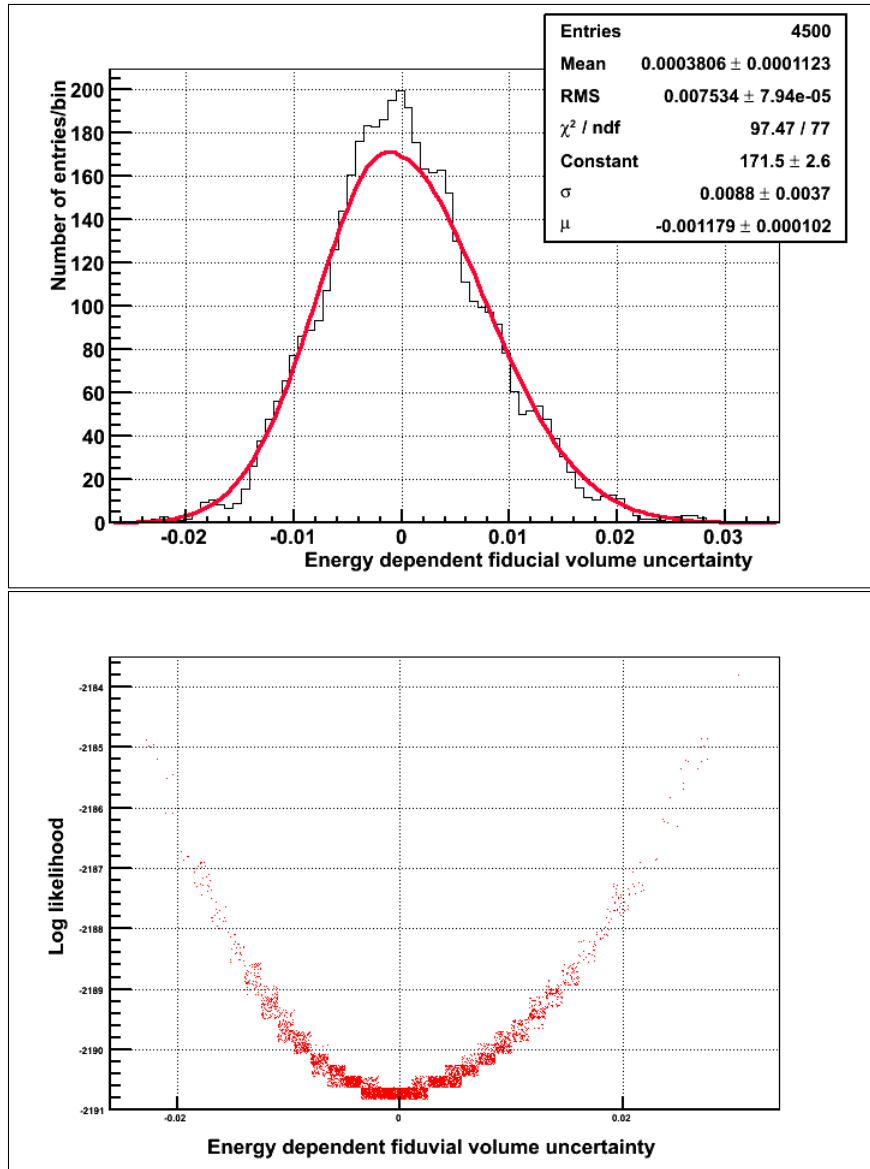 Entries 4500
Mean 0.0003806 ± 0.0001123
RMS 0.007534 ± 7.94e-05
χ² / ndf 97.47 / 77
Constant 171.5 ± 2.6
σ 0.0088 ± 0.0037
μ -0.001179 ± 0.000102
Number of entries/bin
200
180
160
140
120
100
80
60
40
20
0
-0.02 -0.01 0 0.01 0.02 0.03
Energy dependent fiducial volume uncertainty
Log likelihood
-2184
-2185
-2186
-2187
-2188
-2189
-2190
-2191
-0.02 0 0.02
Energy dependent fiduvial volume uncertainty